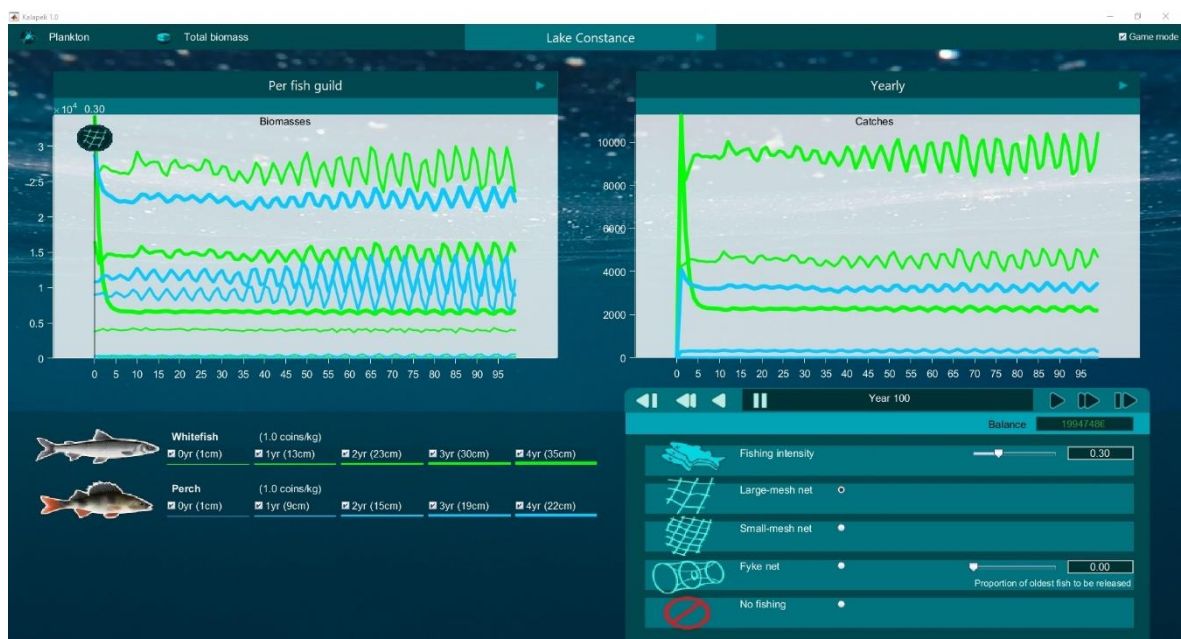 Kalapeli 1.0
Plankton Total biomass Lake Constance Game mode
Per fish guild
×10⁴ 0.30
Biomasses
3
2.5
2
1.5
1
0.5
0
0 5 10 15 20 25 30 35 40 45 50 55 60 65 70 75 80 85 90 95
Yearly
Catches
10000
8000
6000
4000
2000
0
0 5 10 15 20 25 30 35 40 45 50 55 60 65 70 75 80 85 90 95
Whitefish (1.0 coins/kg)
0yr (1cm) 1yr (13cm) 2yr (23cm) 3yr (30cm) 4yr (35cm)
Perch (1.0 coins/kg)
0yr (1cm) 1yr (9cm) 2yr (15cm) 3yr (19cm) 4yr (22cm)
Year 100
Balance 19947486
Fishing intensity 0.30
Large-mesh net
Small-mesh net
Fyke net 0.00
Proportion of oldest fish to be released
No fishing